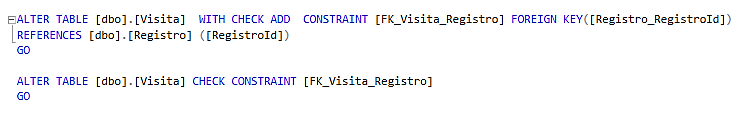 ALTER TABLE [dbo].[Visita]  WITH CHECK ADD  CONSTRAINT [FK_Visita_Registro] FOREIGN KEY([Registro_RegistroId])
REFERENCES [dbo].[Registro] ([RegistroId])
GO
ALTER TABLE [dbo].[Visita] CHECK CONSTRAINT [FK_Visita_Registro]
GO